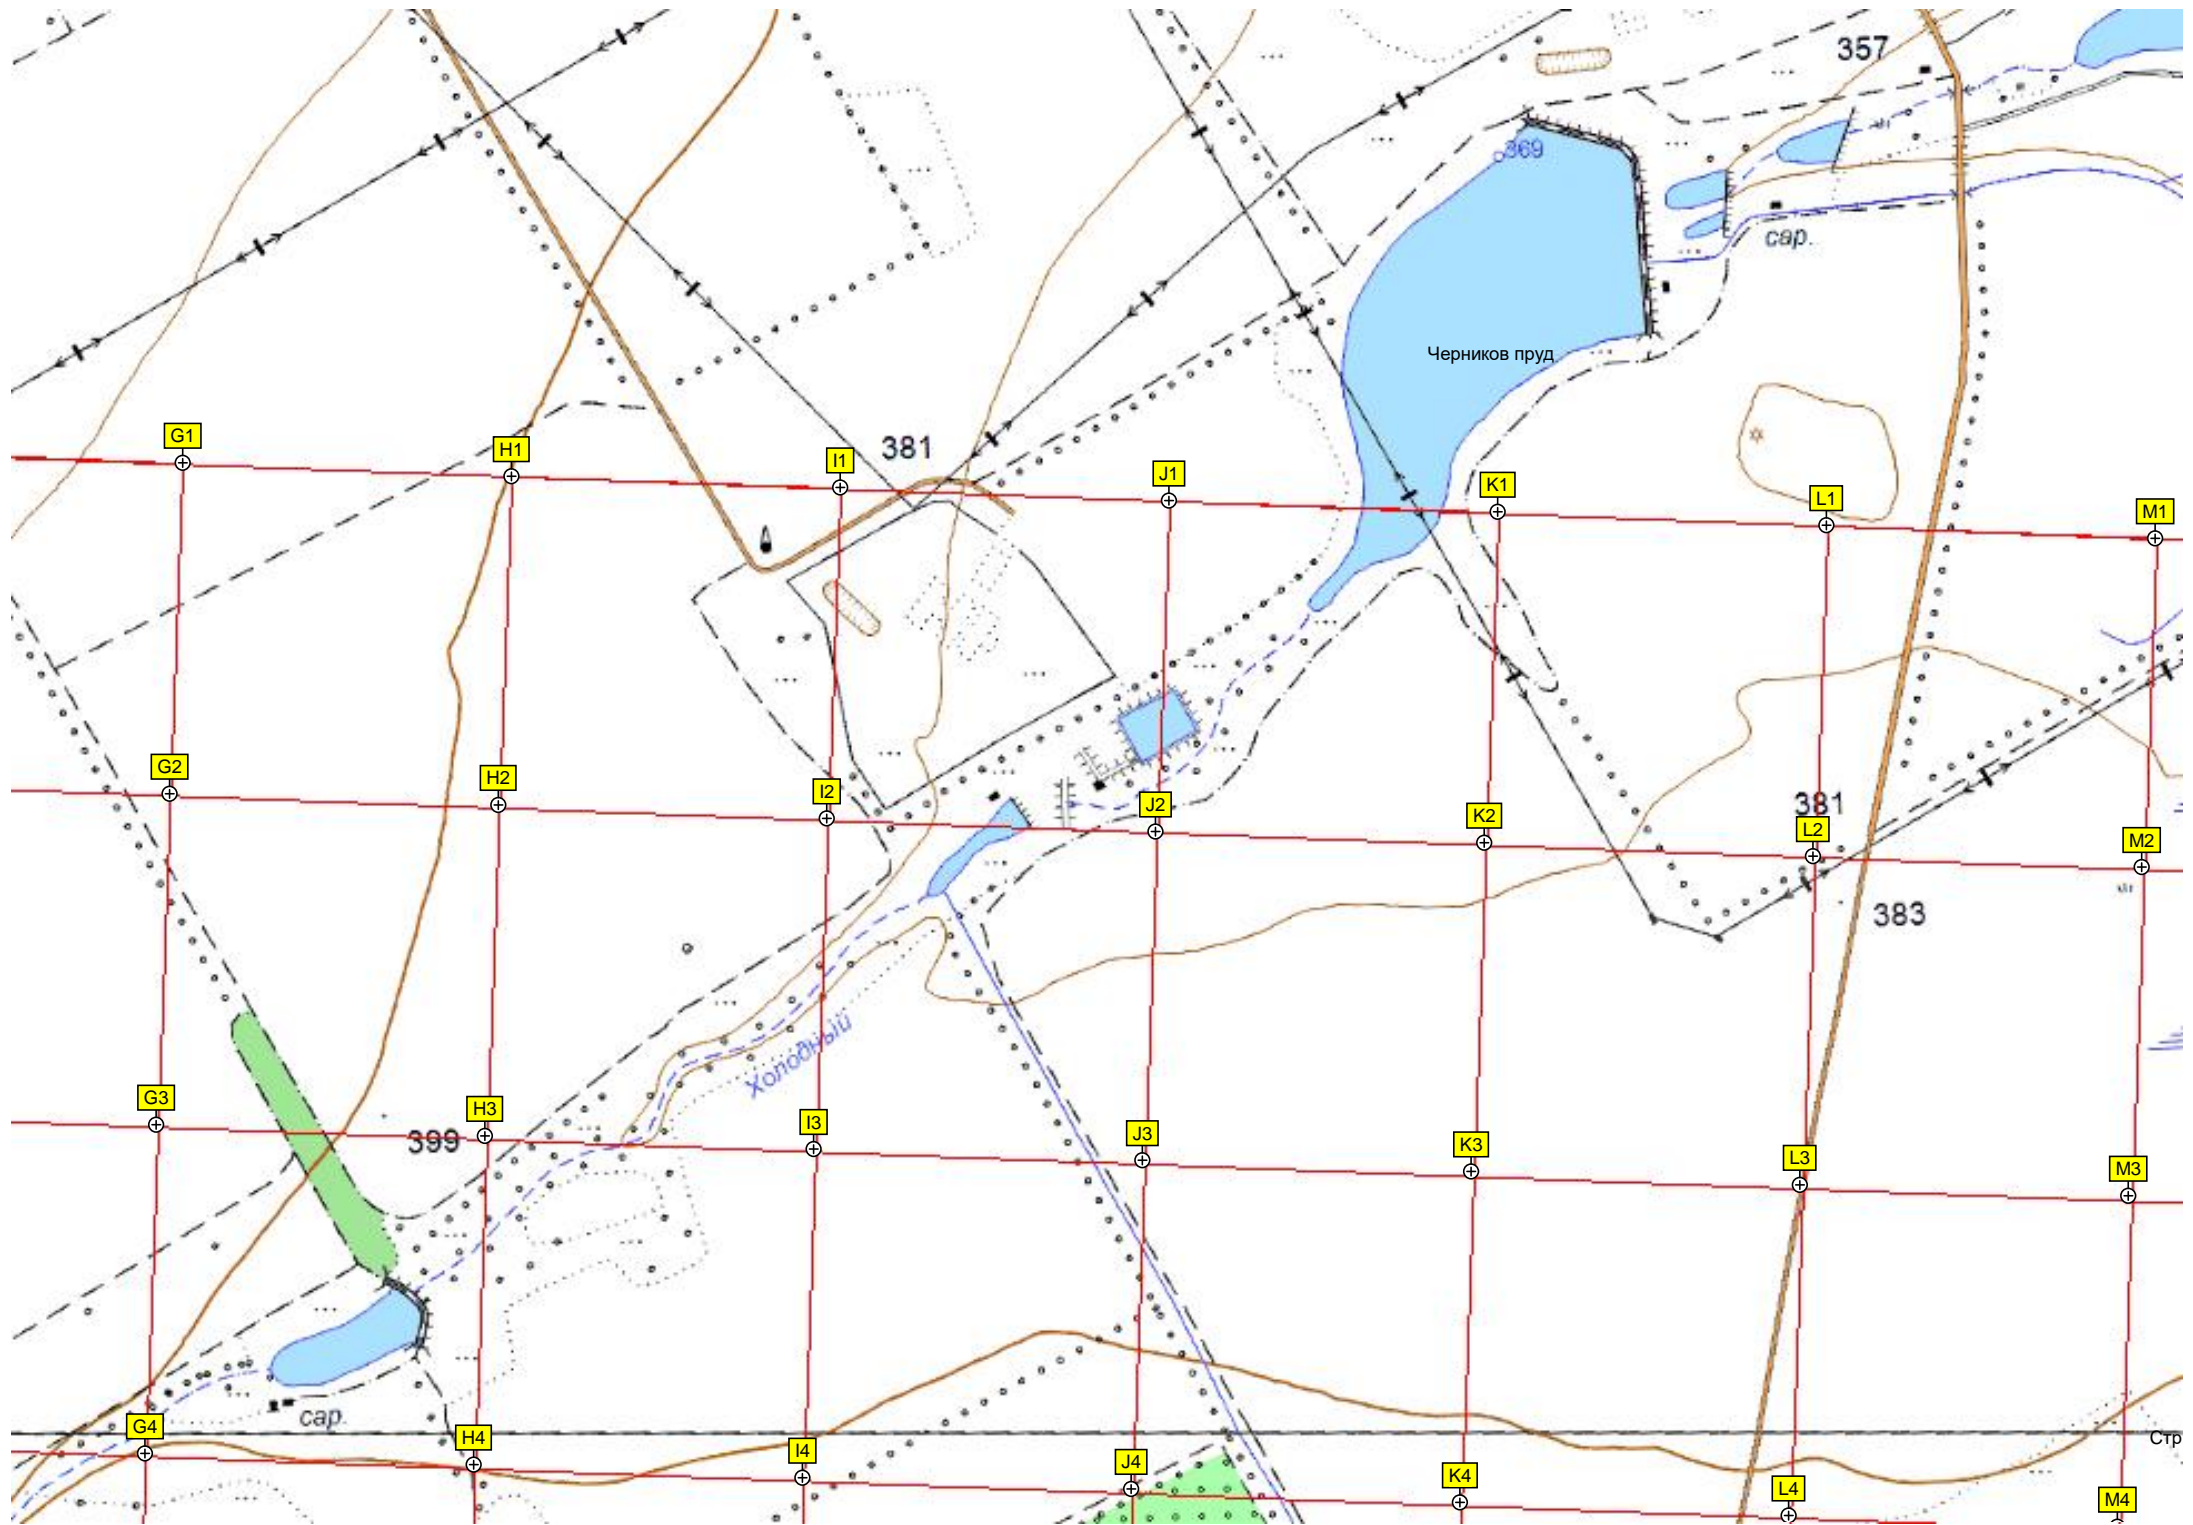 357
369
сар.
Черников пруд
G1
H1
381
I1
J1
K1
L1
M1
G2
H2
I2
J2
K2
381
L2
M2
383
Холодный
G3
H3
399
I3
J3
K3
L3
M3
сар.
G4
H4
I4
J4
K4
L4
M4
Стр